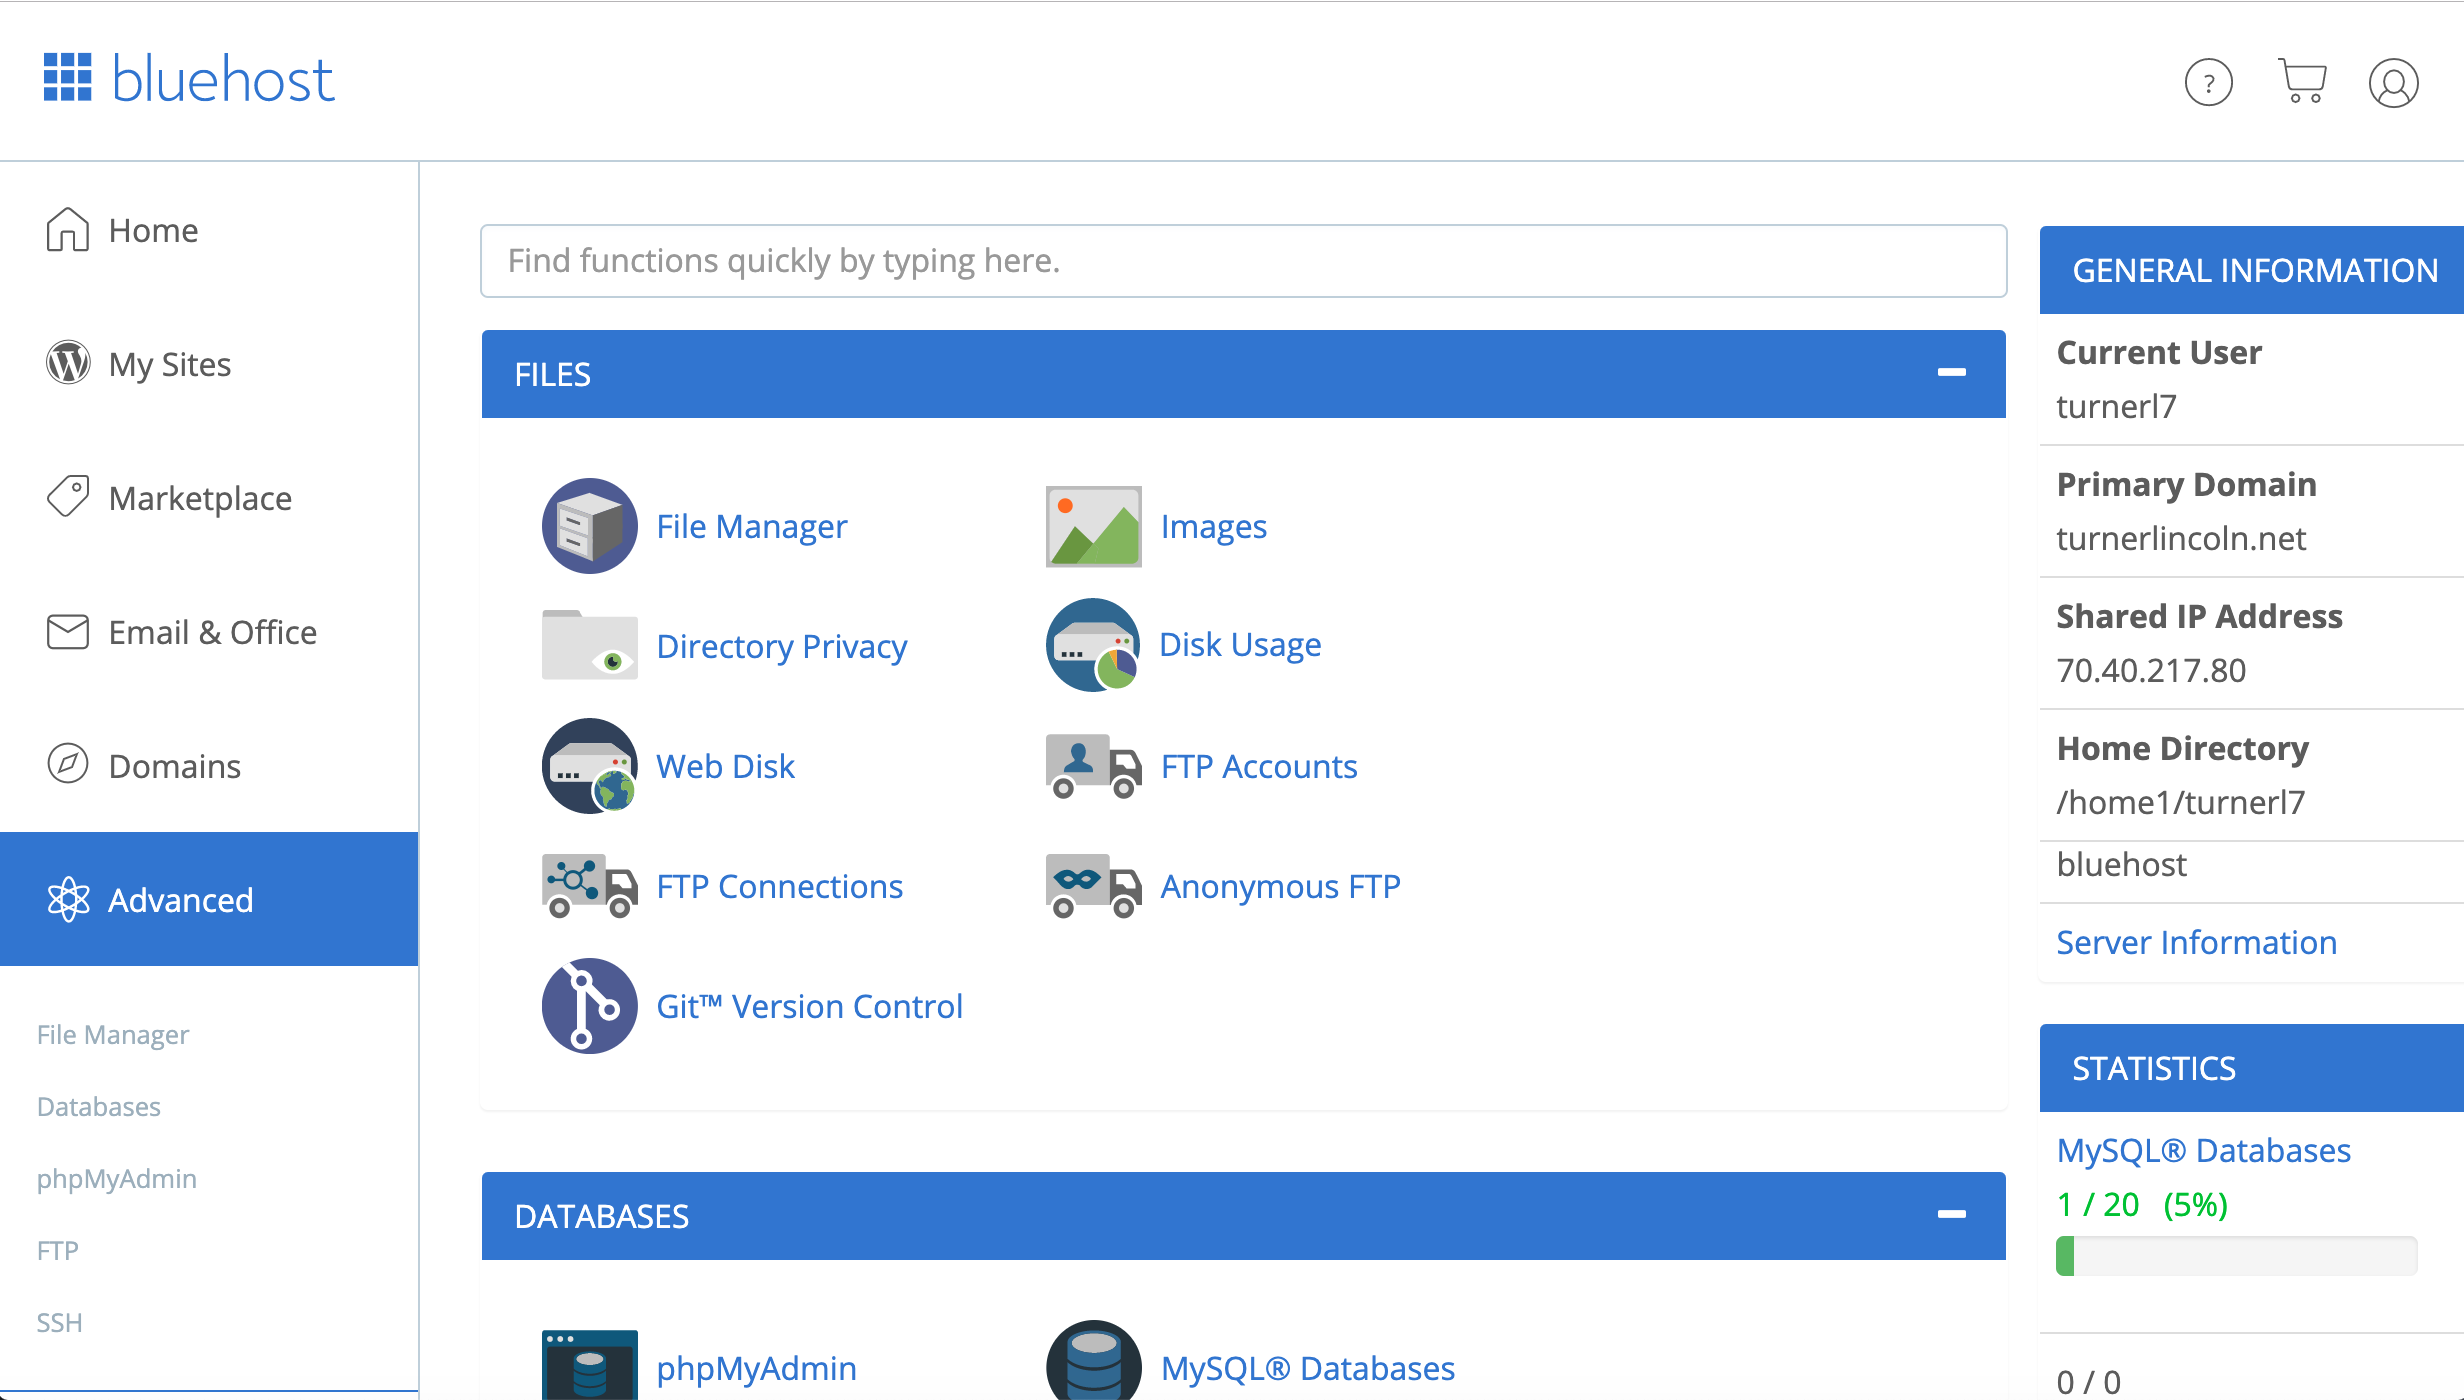 bluehost
?
Home
My Sites
Marketplace
Email & Office
Domains
Advanced
File Manager
Databases
phpMyAdmin
FTP
SSH
Find functions quickly by typing here.
FILES
File Manager
Images
Directory Privacy
Disk Usage
Web Disk
FTP Accounts
FTP Connections
Anonymous FTP
Git™ Version Control
DATABASES
phpMyAdmin
MySQL® Databases
GENERAL INFORMATION
Current User
turnerl7
Primary Domain
turnerlincoln.net
Shared IP Address
70.40.217.80
Home Directory
/home1/turnerl7
bluehost
Server Information
STATISTICS
MySQL® Databases
1 / 20 (5%)
0 / 0